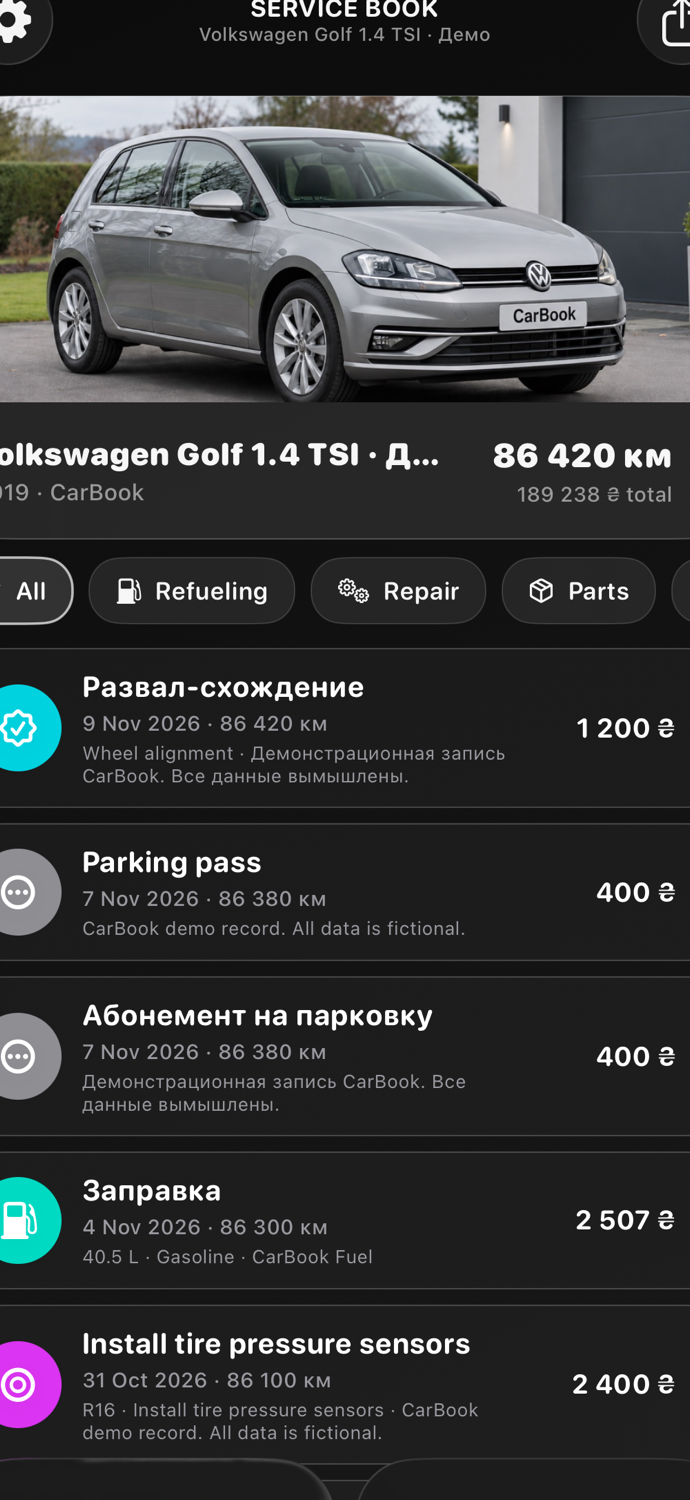 SERVICE BOOK
Volkswagen Golf 1.4 TSI · Демо
CarBook
olkswagen Golf 1.4 TSI · Д...
86 420 км
019 · CarBook
189 238 ₴ total
All
Refueling
Repair
Parts
Развал-схождение
9 Nov 2026 · 86 420 км
1 200 ₴
Wheel alignment · Демонстрационная запись
CarBook. Все данные вымышлены.
Parking pass
7 Nov 2026 · 86 380 км
400 ₴
CarBook demo record. All data is fictional.
Абонемент на парковку
7 Nov 2026 · 86 380 км
400 ₴
Демонстрационная запись CarBook. Все
данные вымышлены.
Заправка
4 Nov 2026 · 86 300 км
2 507 ₴
40.5 L · Gasoline · CarBook Fuel
Install tire pressure sensors
31 Oct 2026 · 86 100 км
2 400 ₴
R16 · Install tire pressure sensors · CarBook
demo record. All data is fictional.